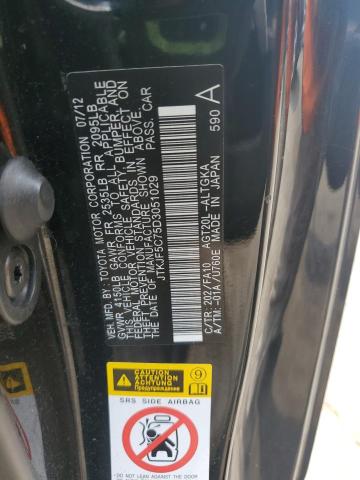 VEH. MFD BY: TOYOTA MOTOR CORPORATION 07/12
GVWR 4150LB GAWR FR 2535LB RR 2095LB
THIS VEHICLE CONFORMS TO ALL APPLICABLE
FEDERAL MOTOR VEHICLE SAFETY, BUMPER, AND
THEFT PREVENTION STANDARDS IN EFFECT ON
THE DATE OF MANUFACTURE SHOWN ABOVE.
JTKJF5C75D3051029 PASS. CAR
C/TR: 202/FA10 AGT20L-ALTGKA
A/TM: -01A/U760E MADE IN JAPAN 590 A
ATTENTION
ACHTUNG
Vorsicht
SRS SIDE AIRBAG
DO NOT LEAN AGAINST THE DOOR